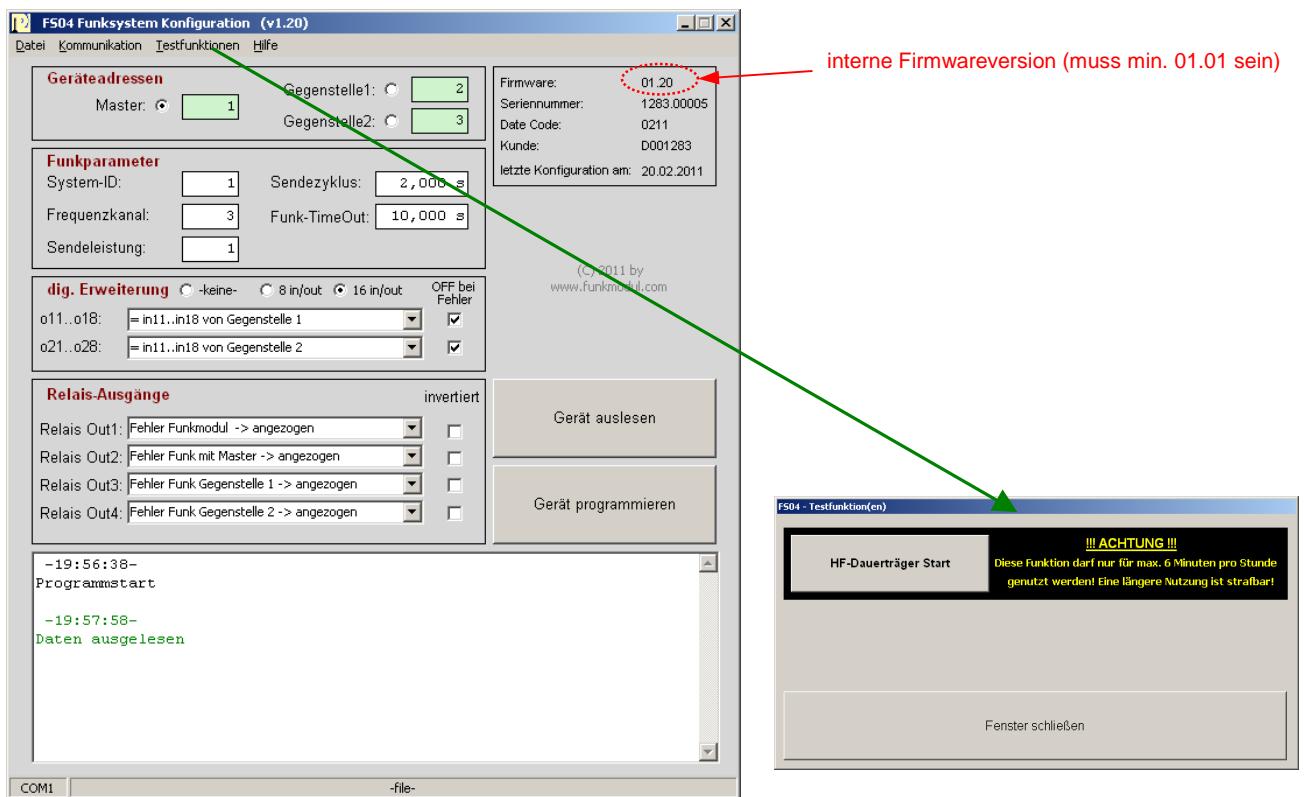 FS04 Funksystem Konfiguration (v1.20)
Datei Kommunikation Testfunktionen Hilfe
interne Firmwareversion (muss min. 01.01 sein)
Geräteadressen
Master: 1
Gegenstelle1: 2
Gegenstelle2: 3
Firmware: 01.20
Seriennummer: 1283.00005
Date Code: 0211
Kunde: D001283
letzte Konfiguration am: 20.02.2011
Funkparameter
System-ID: 1
Sendezyklus: 2,000 s
Frequenzkanal: 3
Funk-TimeOut: 10,000 s
Sendeleistung: 1
(C) 2011 by
www.funkmodul.com
dig. Erweiterung -keine- 8 in/out 16 in/out
OFF bei
Fehler
o11..o18: = in11..in18 von Gegenstelle 1
o21..o28: = in11..in18 von Gegenstelle 2
Relais-Ausgänge invertiert
Relais Out1: Fehler Funkmodul -> angezogen
Relais Out2: Fehler Funk mit Master -> angezogen
Relais Out3: Fehler Funk Gegenstelle 1 -> angezogen
Relais Out4: Fehler Funk Gegenstelle 2 -> angezogen
Gerät auslesen
Gerät programmieren
-19:56:38-
Programmstart
-19:57:58-
Daten ausgelesen
COM1 -file-
FS04 - Testfunktion(en)
HF-Dauerträger Start
!!! ACHTUNG !!!
Diese Funktion darf nur für max. 6 Minuten pro Stunde
genutzt werden! Eine längere Nutzung ist strafbar!
Fenster schließen